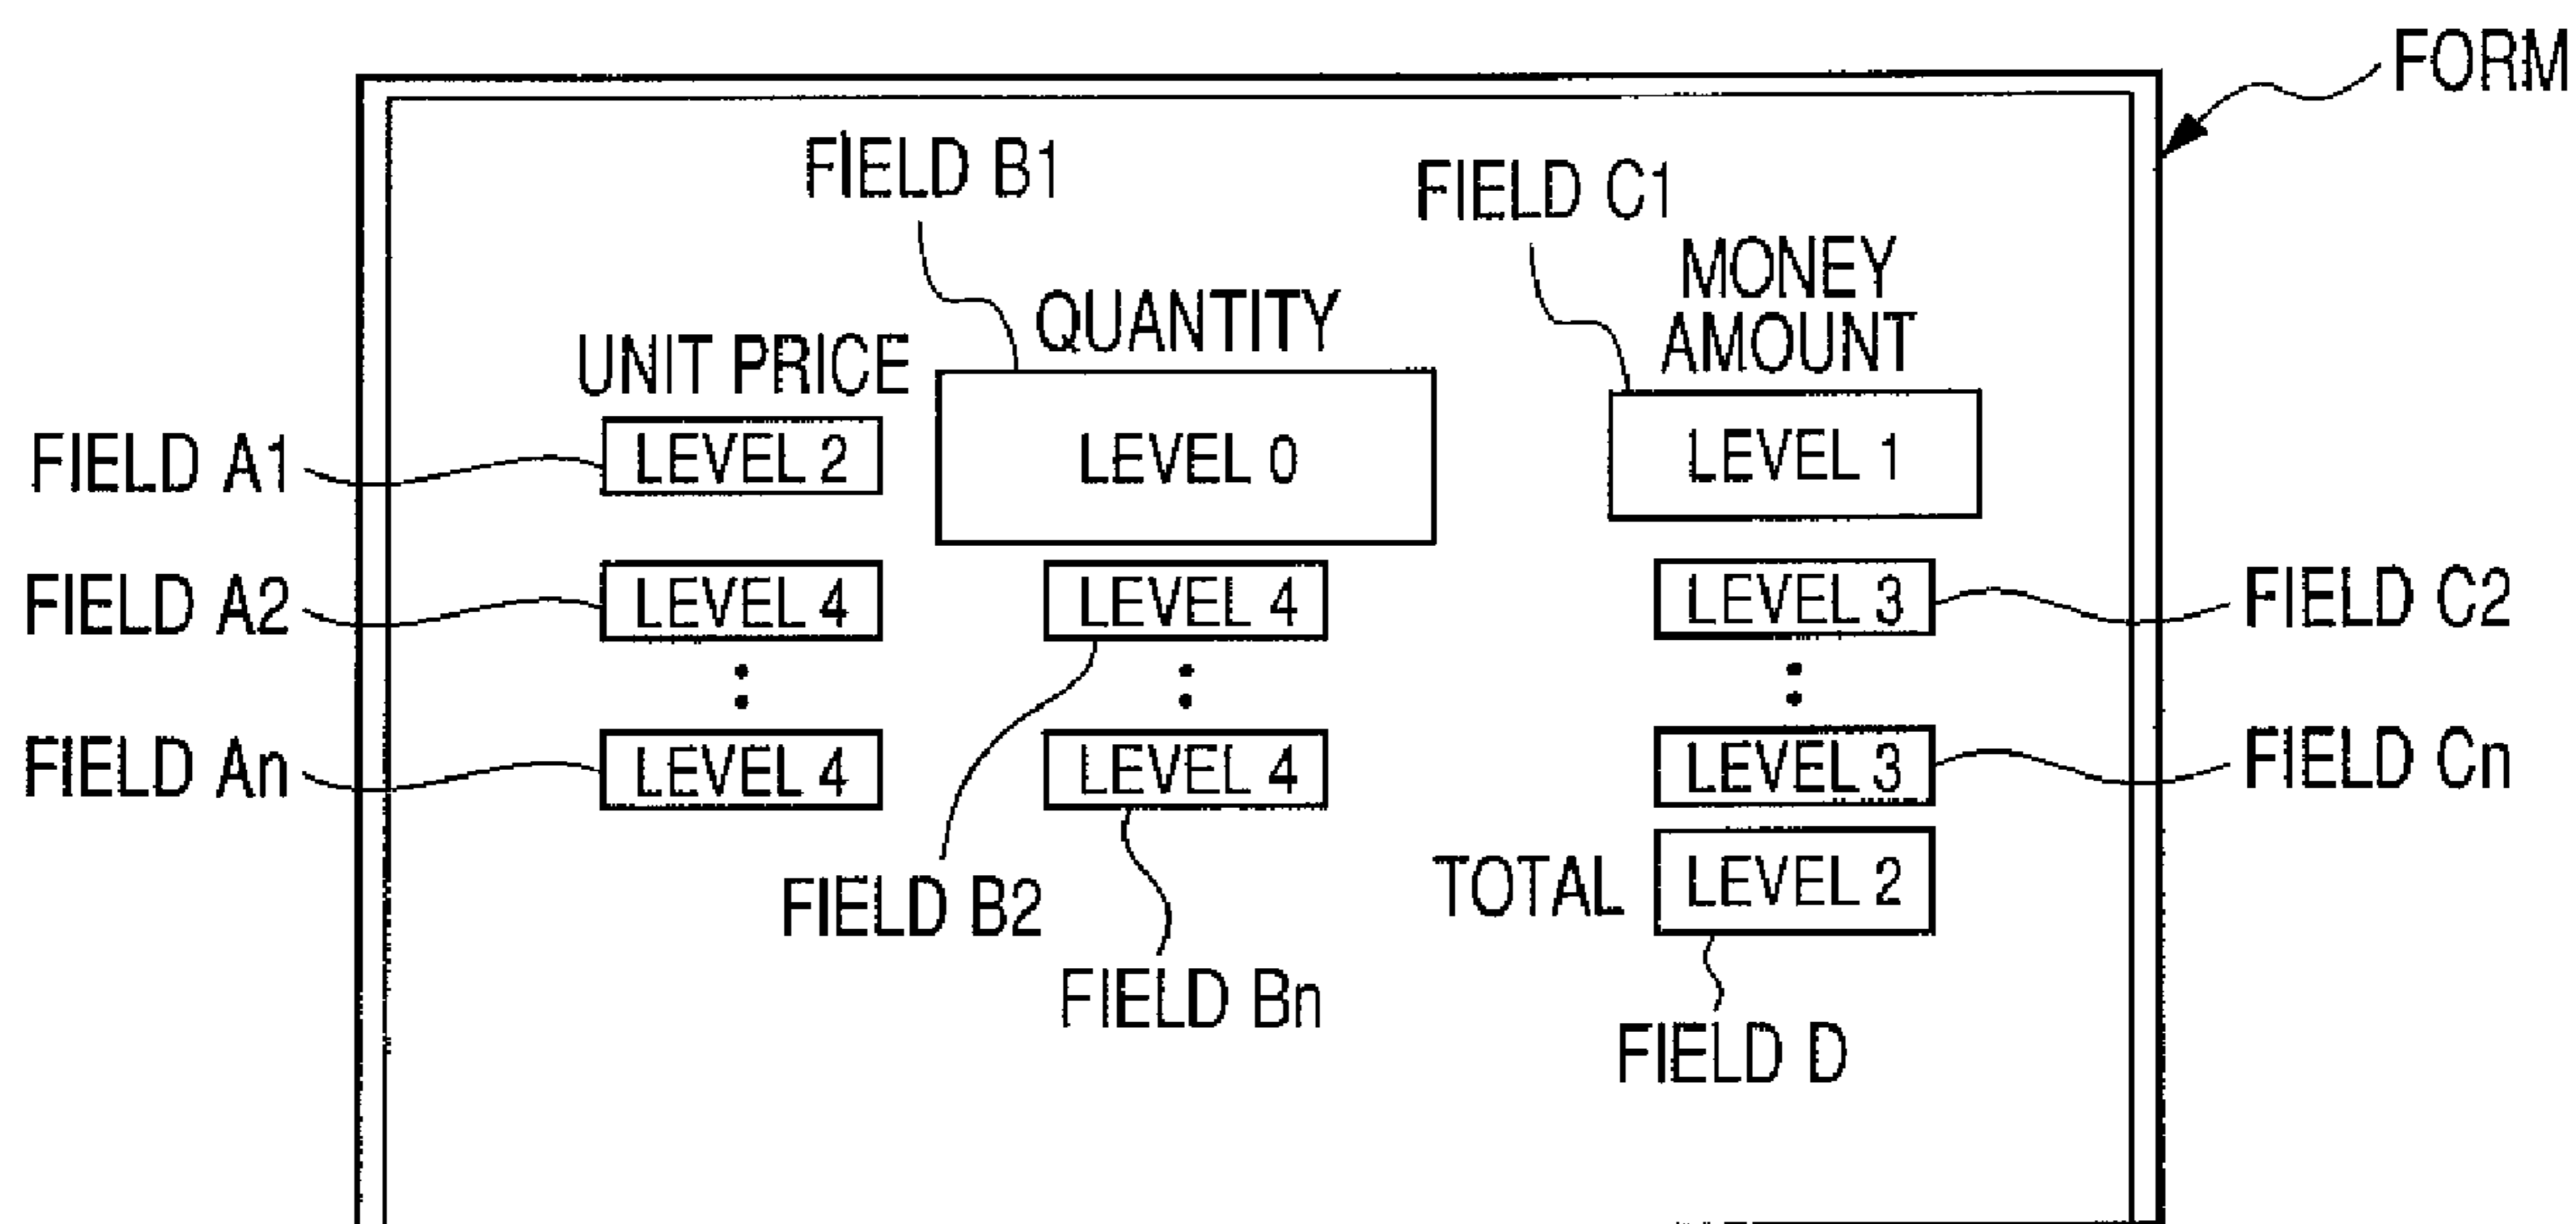 FORM
FIELD B1
FIELD C1
MONEY
AMOUNT
QUANTITY
UNIT PRICE
FIELD A1
LEVEL 2
LEVEL 0
LEVEL 1
FIELD A2
LEVEL 4
LEVEL 4
LEVEL 3
FIELD C2
FIELD An
LEVEL 4
LEVEL 4
LEVEL 3
FIELD Cn
FIELD B2
TOTAL
LEVEL 2
FIELD Bn
FIELD D